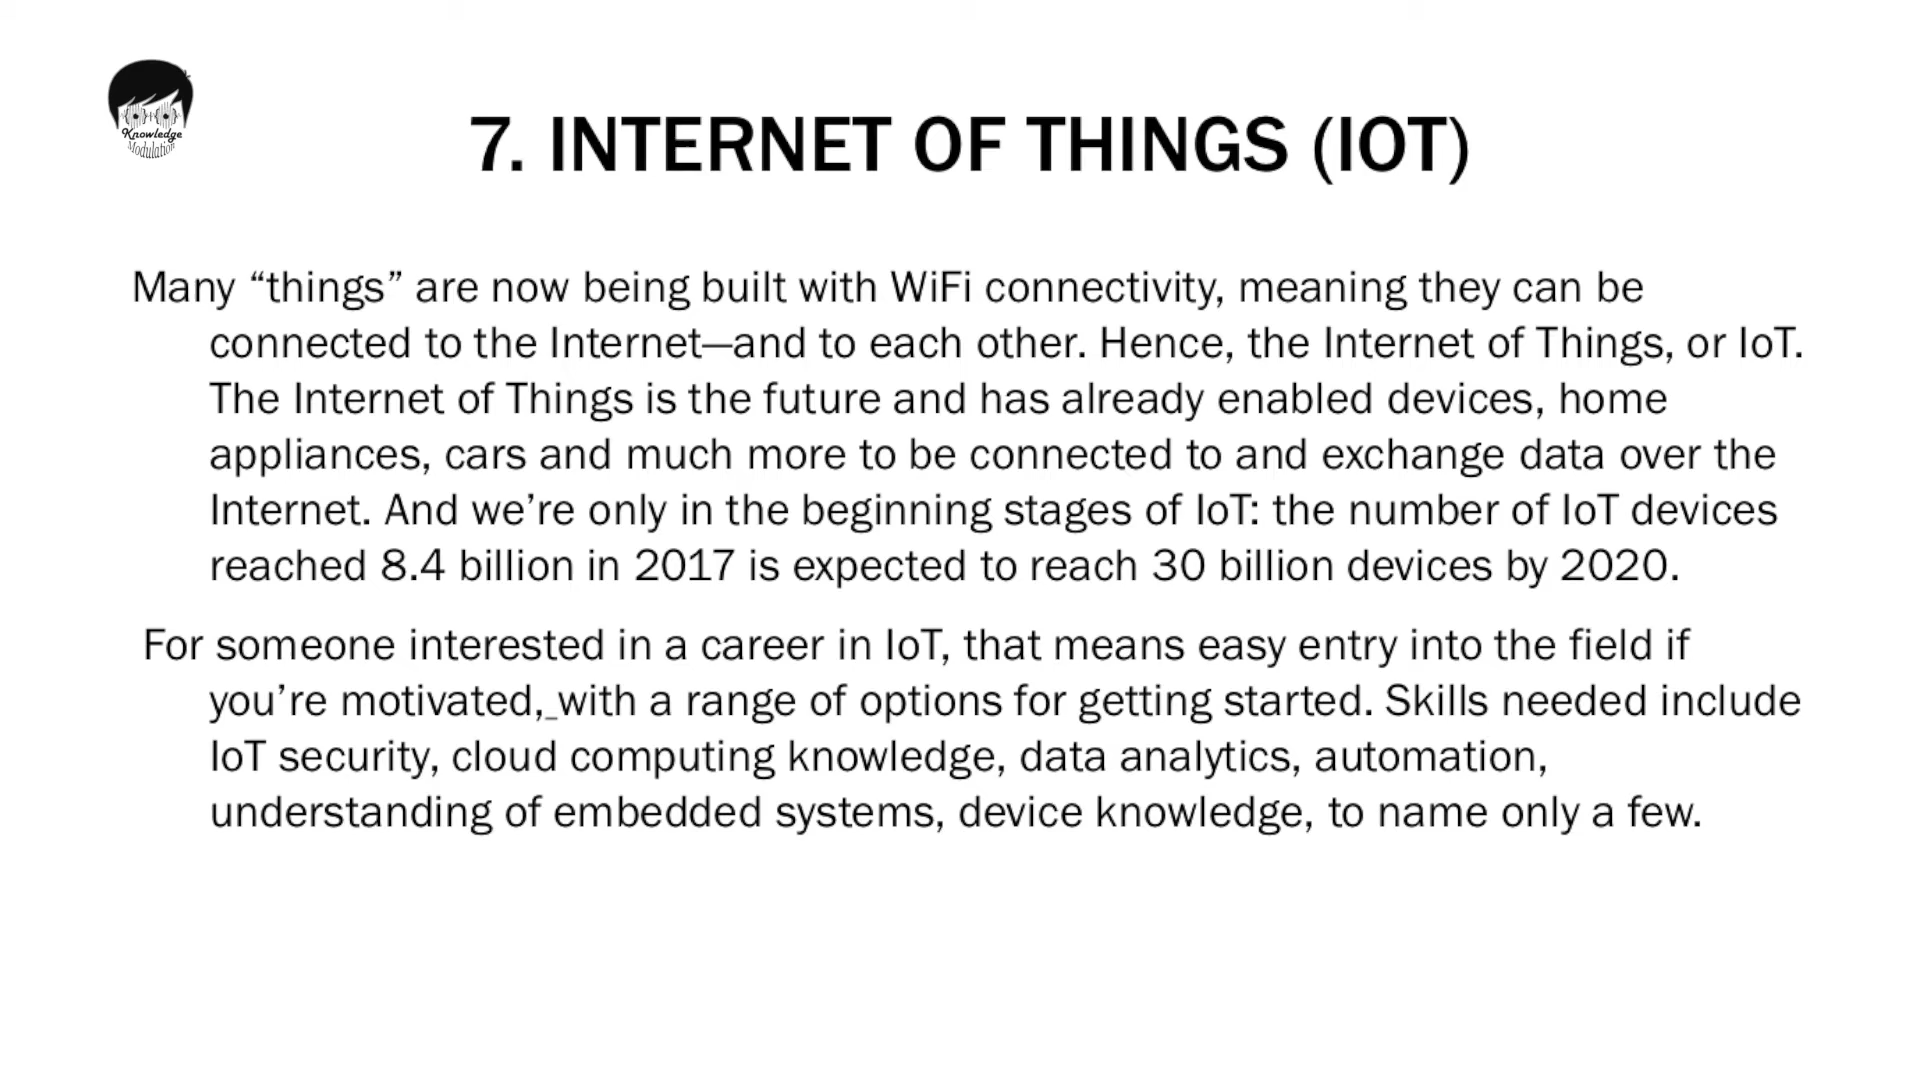 Knowledge
Modulation
7. INTERNET OF THINGS (IOT)
Many “things” are now being built with WiFi connectivity, meaning they can be
connected to the Internet—and to each other. Hence, the Internet of Things, or IoT.
The Internet of Things is the future and has already enabled devices, home
appliances, cars and much more to be connected to and exchange data over the
Internet. And we’re only in the beginning stages of IoT: the number of IoT devices
reached 8.4 billion in 2017 is expected to reach 30 billion devices by 2020.
For someone interested in a career in IoT, that means easy entry into the field if
you’re motivated,_with a range of options for getting started. Skills needed include
IoT security, cloud computing knowledge, data analytics, automation,
understanding of embedded systems, device knowledge, to name only a few.